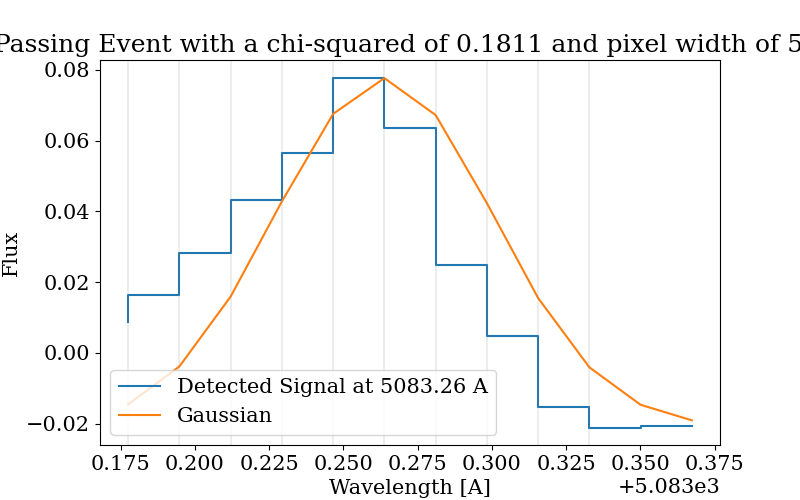 Passing Event with a chi-squared of 0.1811 and pixel width of 5
0.08
0.06
0.04
0.02
0.00
−0.02
Flux
Detected Signal at 5083.26 A
Gaussian
0.175 0.200 0.225 0.250 0.275 0.300 0.325 0.350 0.375
Wavelength [A]
+5.083e3